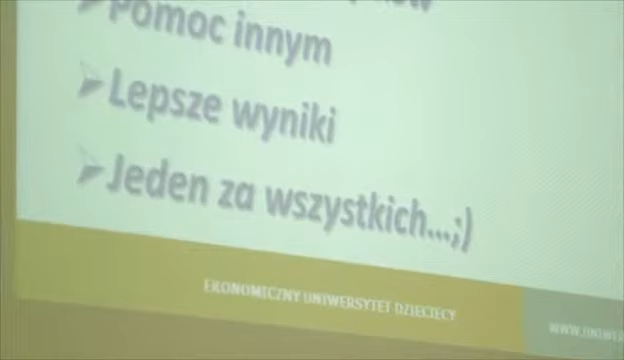 Pomoc innym
Lepsze wyniki
Jeden za wszystkich...;)
EKONOMICZNY UNIWERSYTET DZIECIĘCY